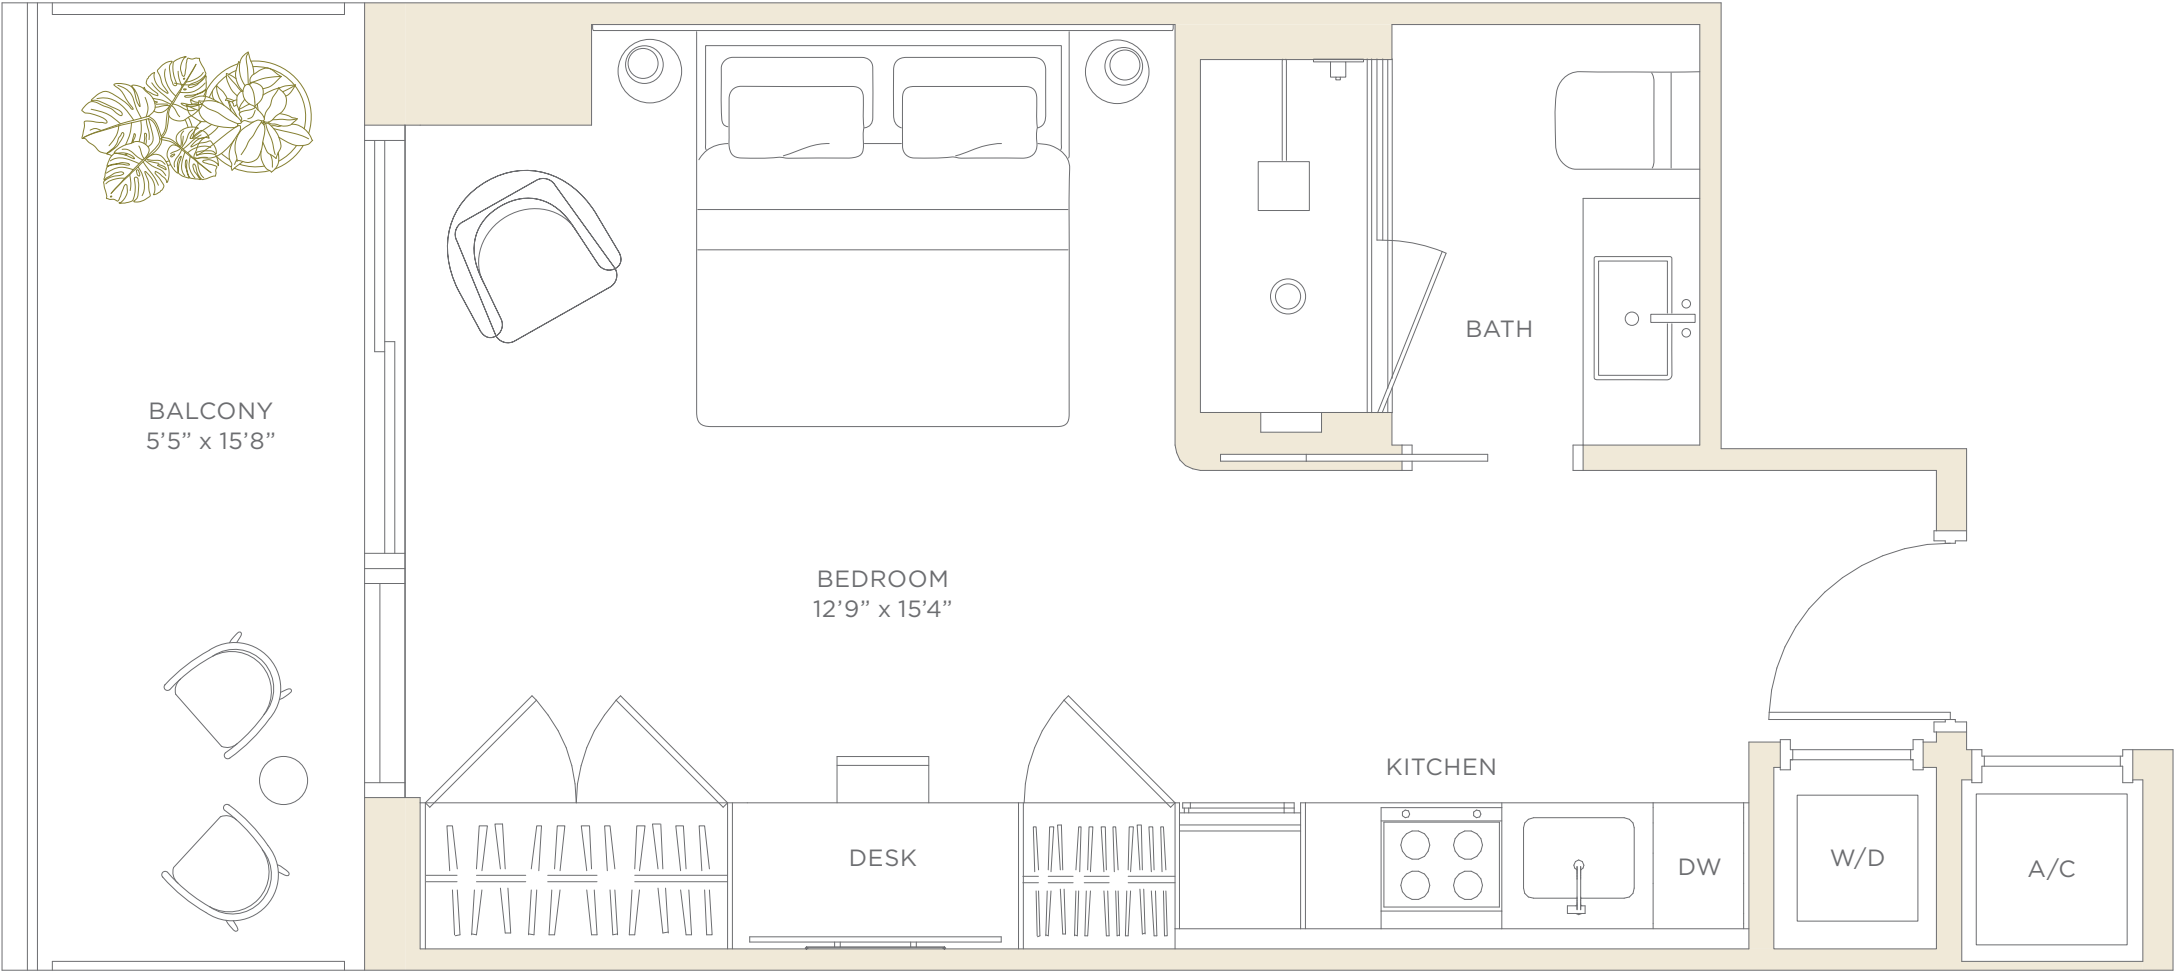 BATH
BALCONY
5’5” x 15’8”
BEDROOM
12’9” x 15’4”
KITCHEN
DESK
DW
W/D
A/C